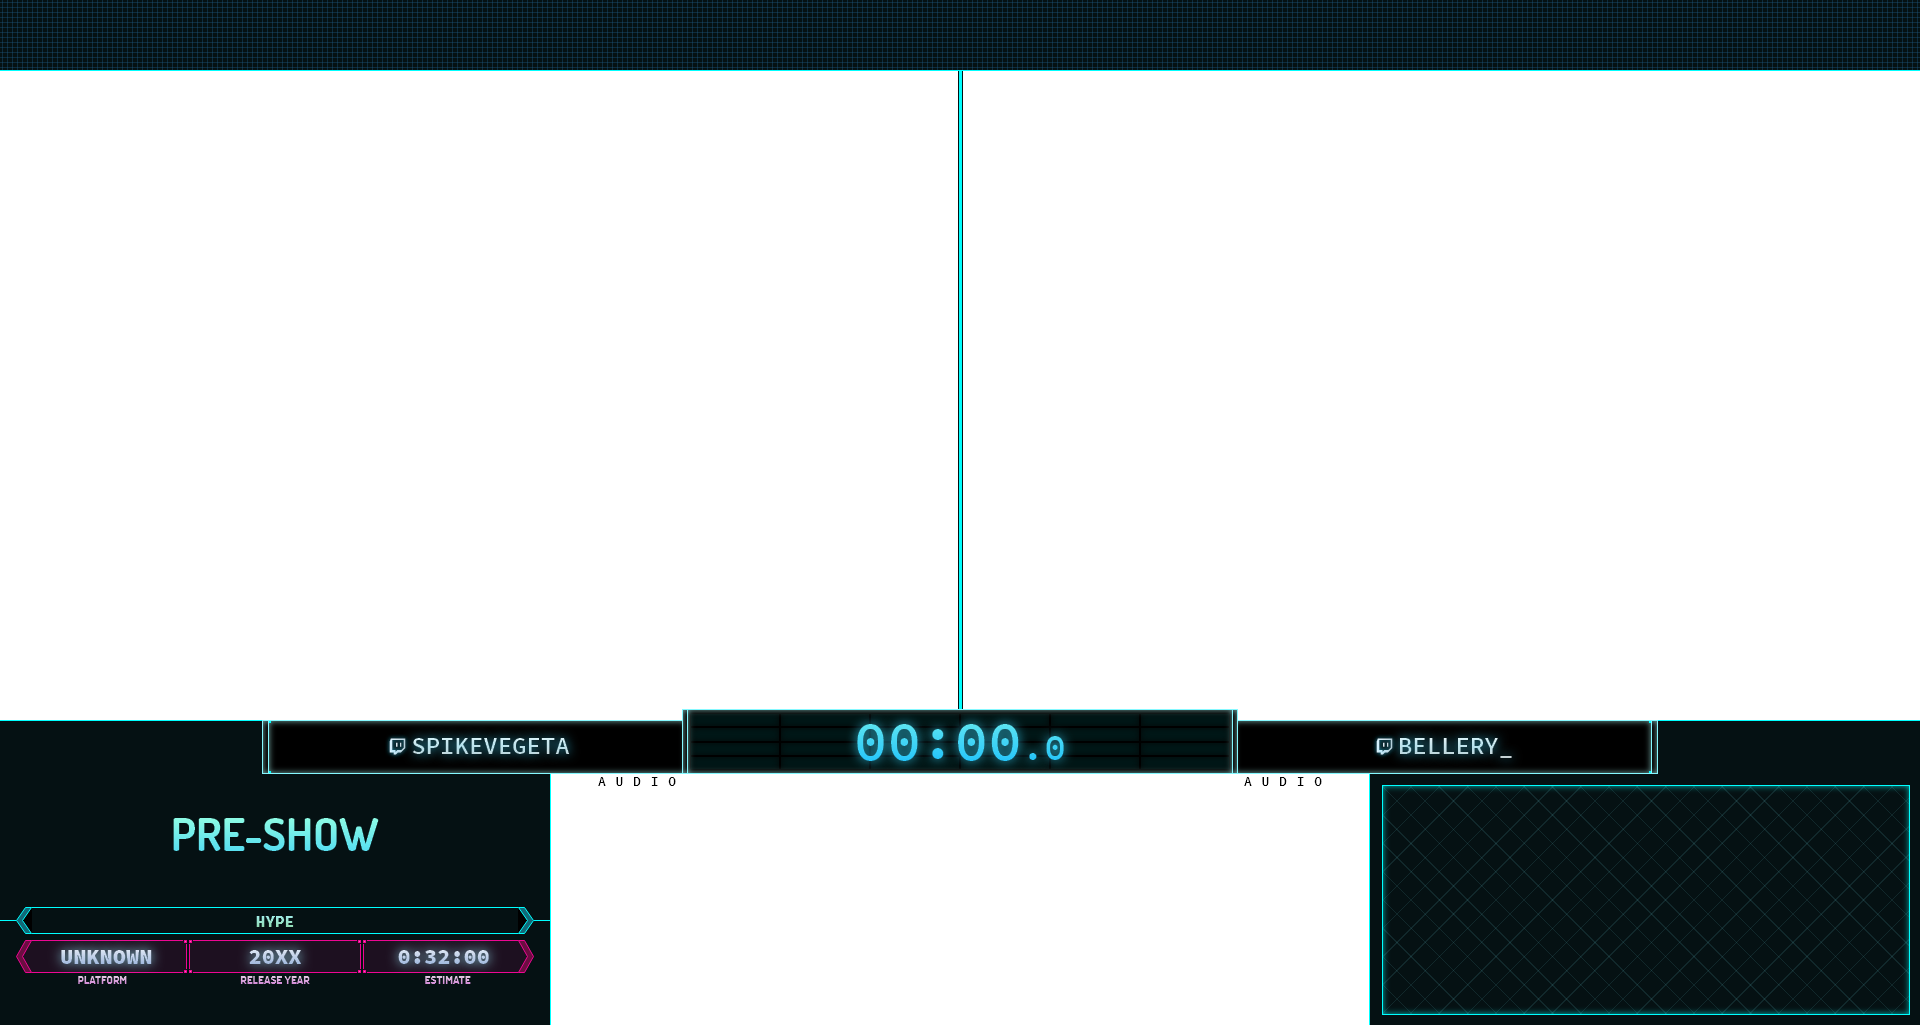 SPIKEVEGETA
00:00.0
BELLERY_
AUDIO
AUDIO
PRE-SHOW
HYPE
UNKNOWN
20XX
0:32:00
PLATFORM
RELEASE YEAR
ESTIMATE